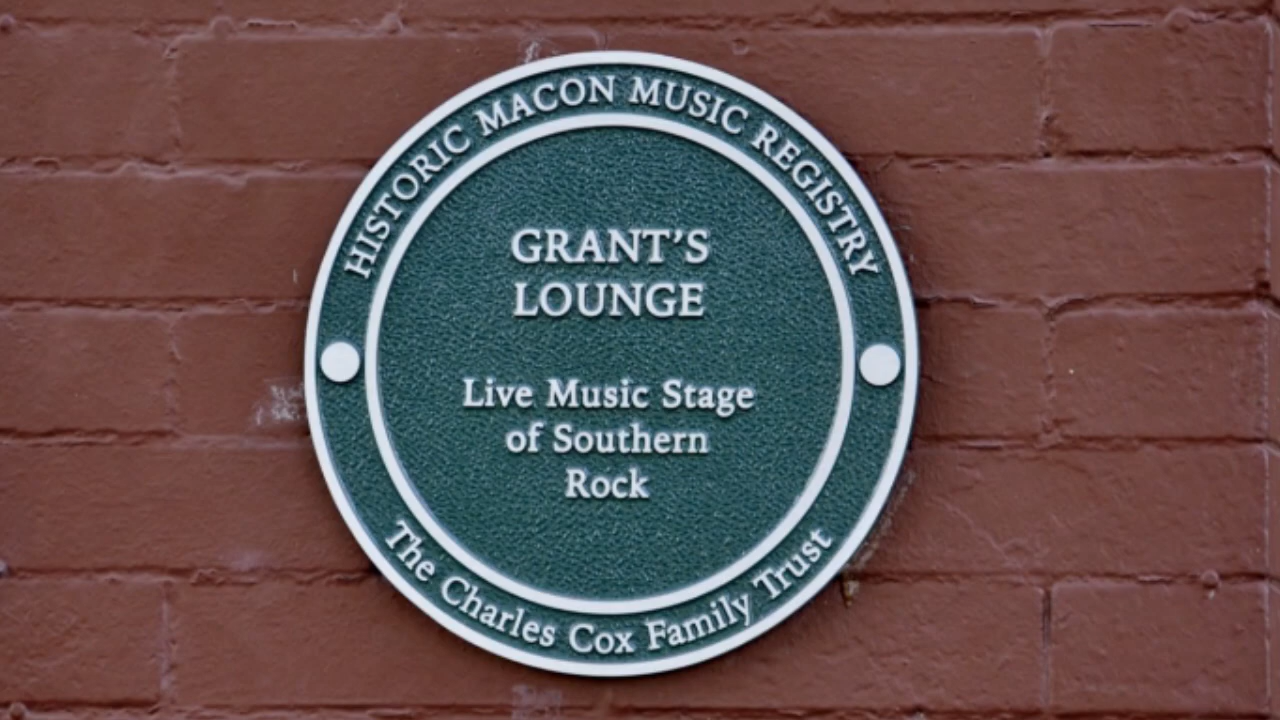 HISTORIC MACON MUSIC REGISTRY
GRANT'S
LOUNGE
Live Music Stage
of Southern
Rock
The Charles Cox Family Trust